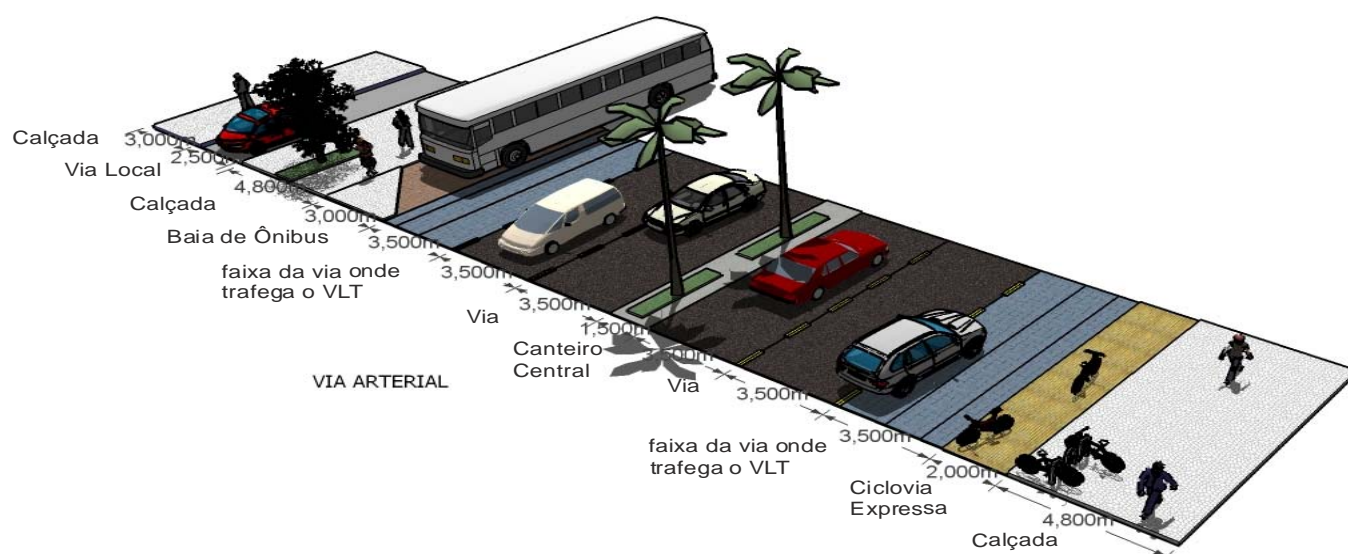 Calçada
3,000m
Via Local
2,500m
Calçada
4,800m
Baia de Ônibus
3,000m
faixa da via onde
trafega o VLT
3,500m
3,500m
Via
3,500m
Canteiro
Central
1,500m
Via
3,500m
3,500m
faixa da via onde
trafega o VLT
3,500m
Ciclovia
Expressa
2,000m
Calçada
4,800m
VIA ARTERIAL